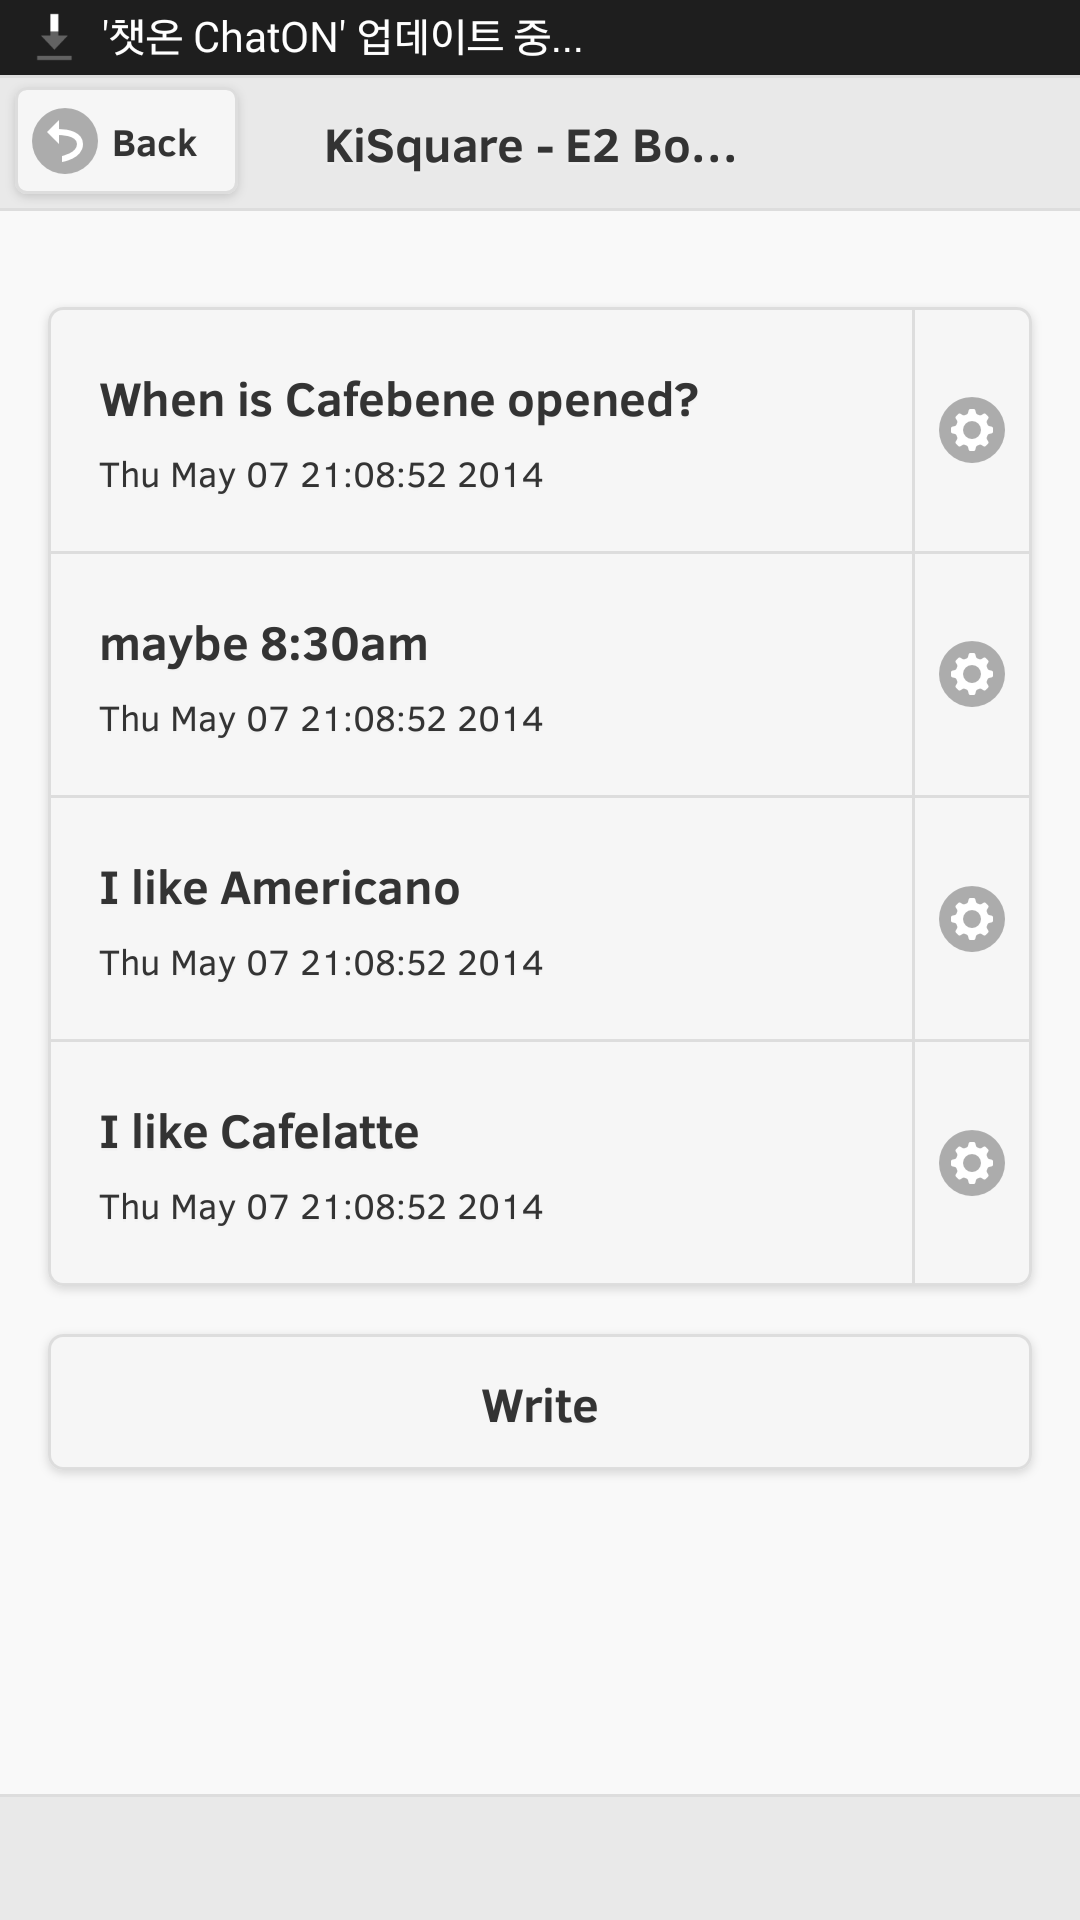 '챗온 ChatON' 업데이트 중...
Back
KiSquare - E2 Bo...
When is Cafebene opened?
Thu May 07 21:08:52 2014
maybe 8:30am
Thu May 07 21:08:52 2014
I like Americano
Thu May 07 21:08:52 2014
I like Cafelatte
Thu May 07 21:08:52 2014
Write